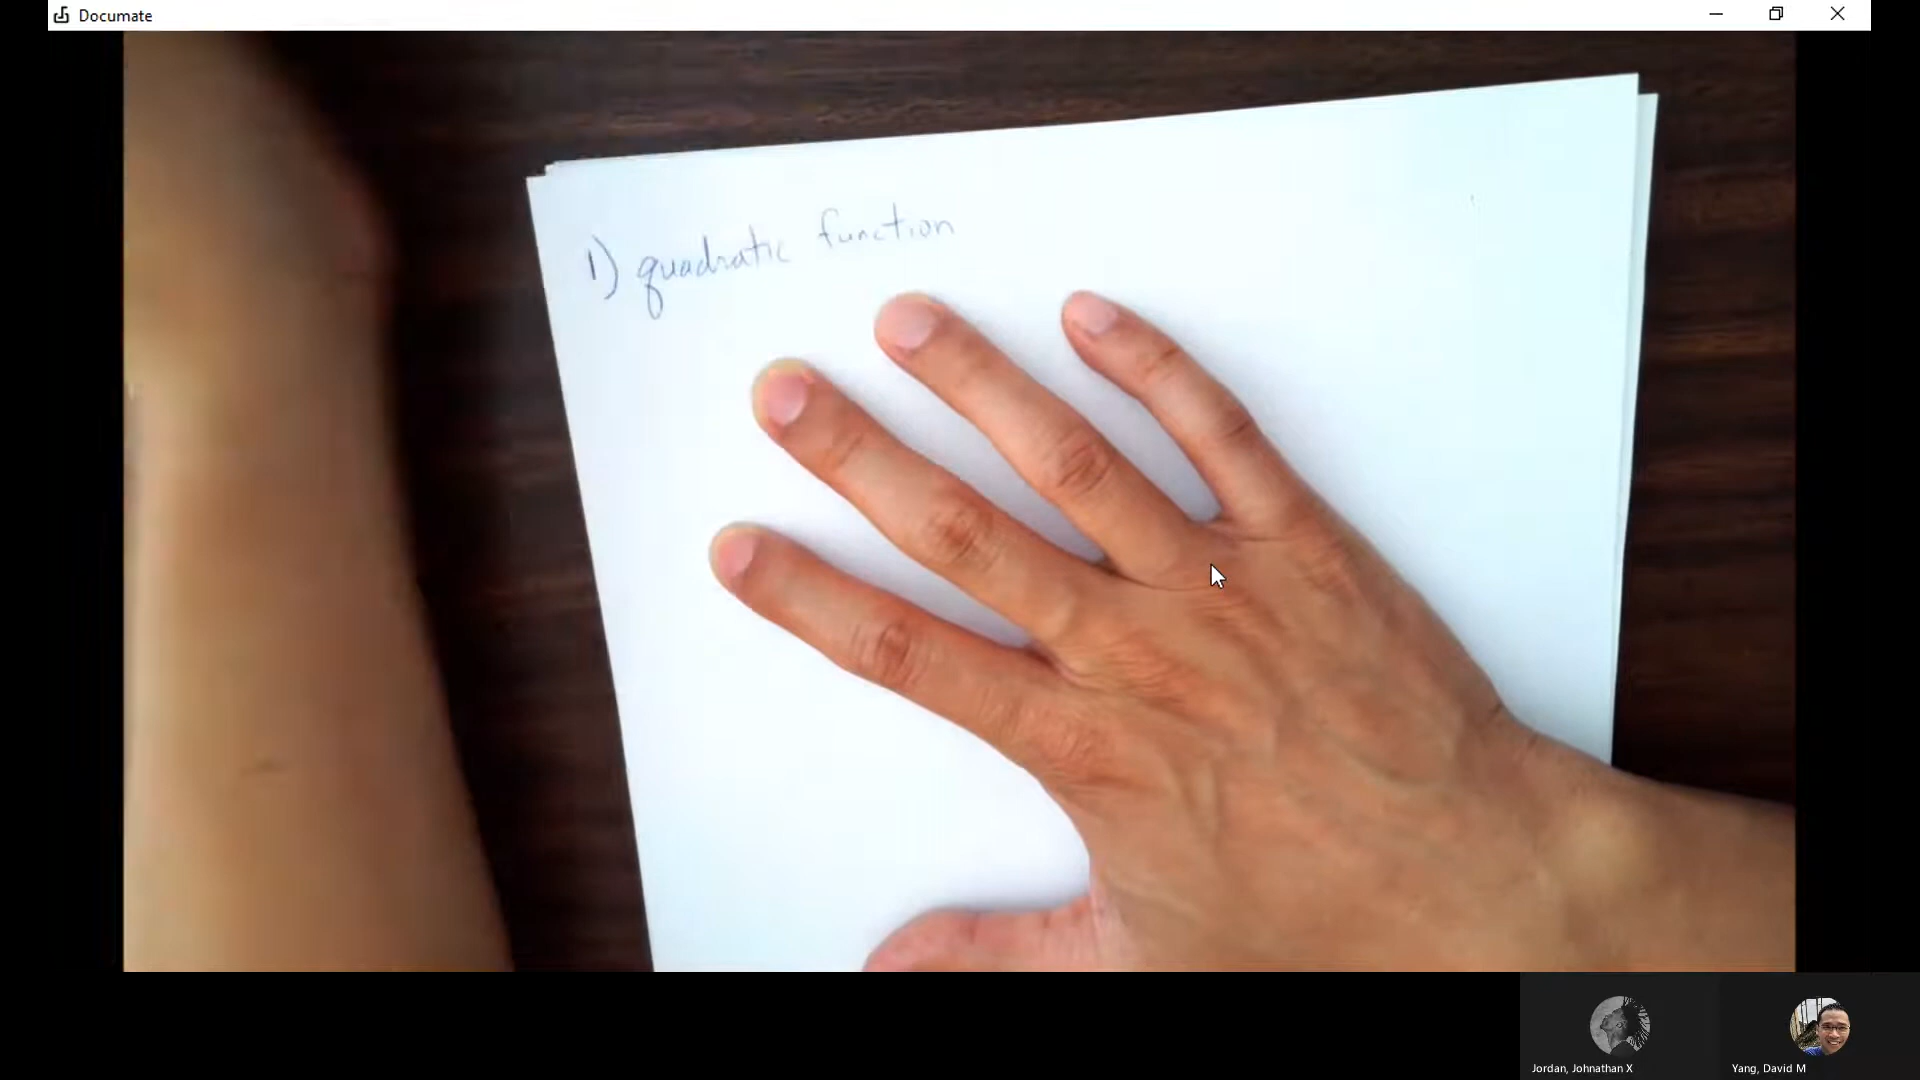 Documate
1) quadratic function
Jordan, Johnathan X
Yang, David M